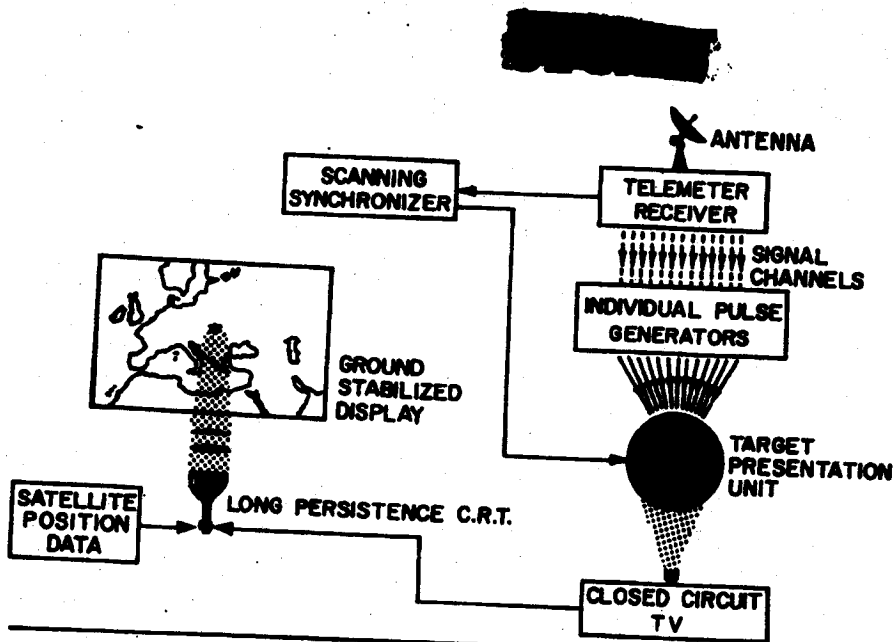 ANTENNA
SCANNING
SYNCHRONIZER
TELEMETER
RECEIVER
SIGNAL
CHANNELS
INDIVIDUAL PULSE
GENERATORS
GROUND
STABILIZED
DISPLAY
TARGET
PRESENTATION
UNIT
SATELLITE
POSITION
DATA
LONG PERSISTENCE C.R.T.
CLOSED CIRCUIT
TV